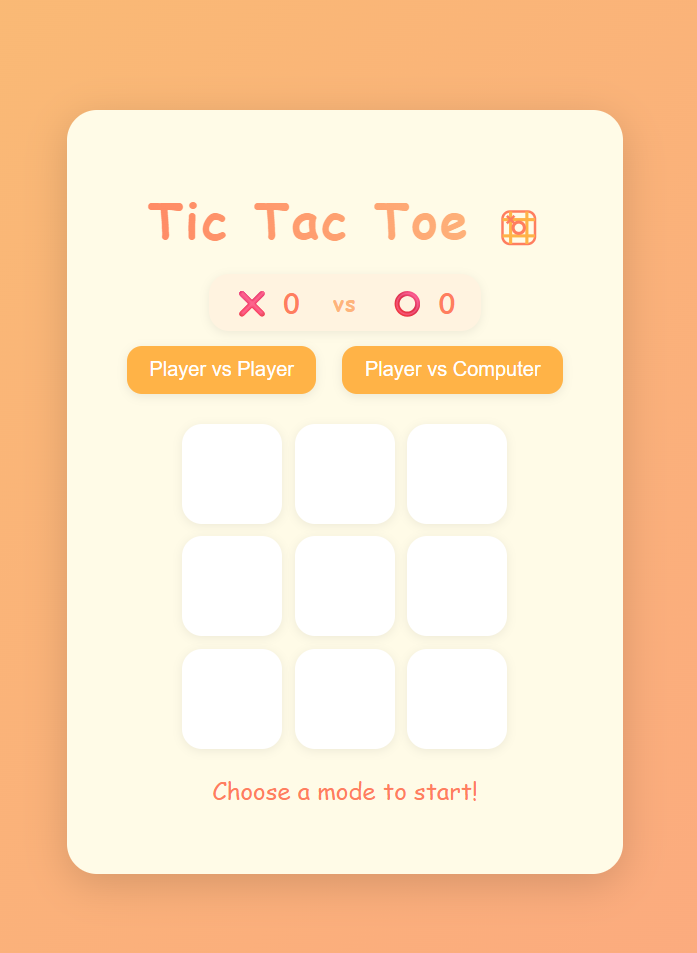 Tic Tac Toe
❌ 0 vs ⭕ 0
Player vs Player Player vs Computer
Choose a mode to start!